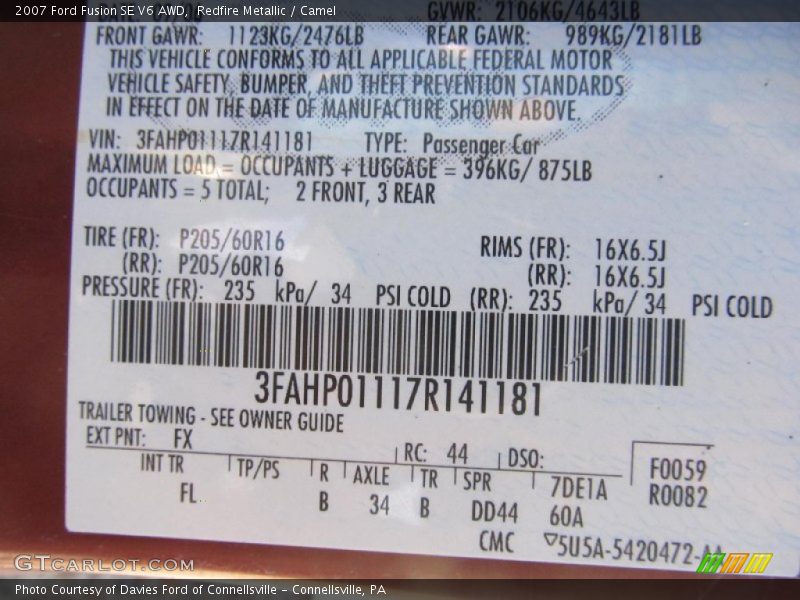 2007 Ford Fusion SE V6 AWD, Redfire Metallic / Camel
GVWR: 2106KG/4643LB
FRONT GAWR: 1123KG/2476LB REAR GAWR: 989KG/2181LB
THIS VEHICLE CONFORMS TO ALL APPLICABLE FEDERAL MOTOR
VEHICLE SAFETY, BUMPER, AND THEFT PREVENTION STANDARDS
IN EFFECT ON THE DATE OF MANUFACTURE SHOWN ABOVE.
VIN: 3FAHP01117R141181 TYPE: Passenger Car
MAXIMUM LOAD = OCCUPANTS + LUGGAGE = 396KG/ 875LB
OCCUPANTS = 5 TOTAL; 2 FRONT, 3 REAR
TIRE (FR): P205/60R16 RIMS (FR): 16X6.5J
(RR): P205/60R16 (RR): 16X6.5J
PRESSURE (FR): 235 kPa/ 34 PSI COLD (RR): 235 kPa/ 34 PSI COLD
3FAHP01117R141181
TRAILER TOWING - SEE OWNER GUIDE
EXT PNT: FX RC: 44 DSO: F0059
INT TR TP/PS R AXLE TR SPR 7DE1A R0082
FL B 34 B DD44 60A
CMC 5U5A-5420472-
GTCarLot.com
Photo Courtesy of Davies Ford of Connellsville - Connellsville, PA